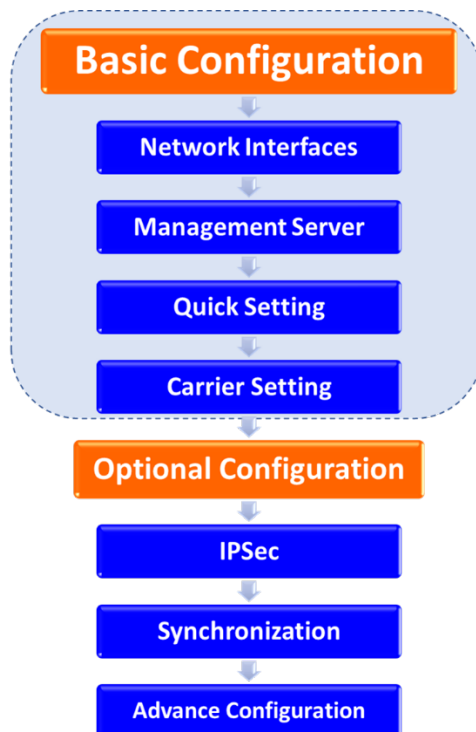 Basic Configuration
Network Interfaces
Management Server
Quick Setting
Carrier Setting
Optional Configuration
IPSec
Synchronization
Advance Configuration